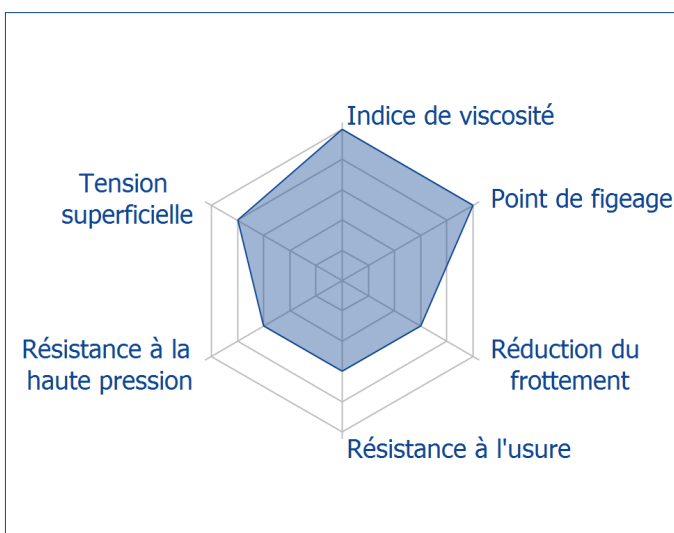 Indice de viscosité
Tension
superficielle
Point de figeage
Résistance à la
haute pression
Réduction du
frottement
Résistance à l'usure